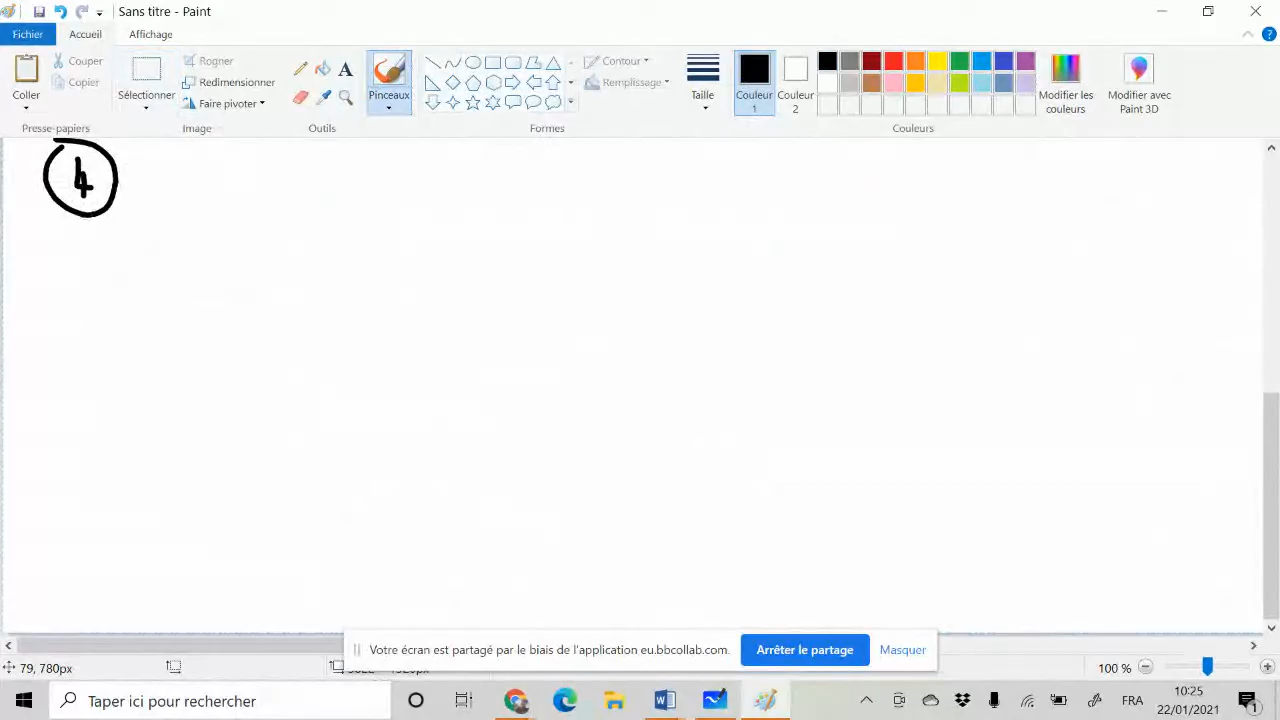 Sans titre - Paint
Fichier Accueil Affichage
Coller
Couper
Copier
Presse-papiers
Sélectionner
Rogner
Redimensionner
Faire pivoter
Image
A
Outils
Pinceaux
Contour
Remplissage
Formes
Taille
Couleur 1
Couleur 2
Modifier les couleurs
Modifier avec Paint 3D
Couleurs
?
4
Votre écran est partagé par le biais de l'application eu.bbcollab.com. Arrêter le partage Masquer
79, 780px
100 %
Taper ici pour rechercher
FRA
10:25
22/01/2021
1